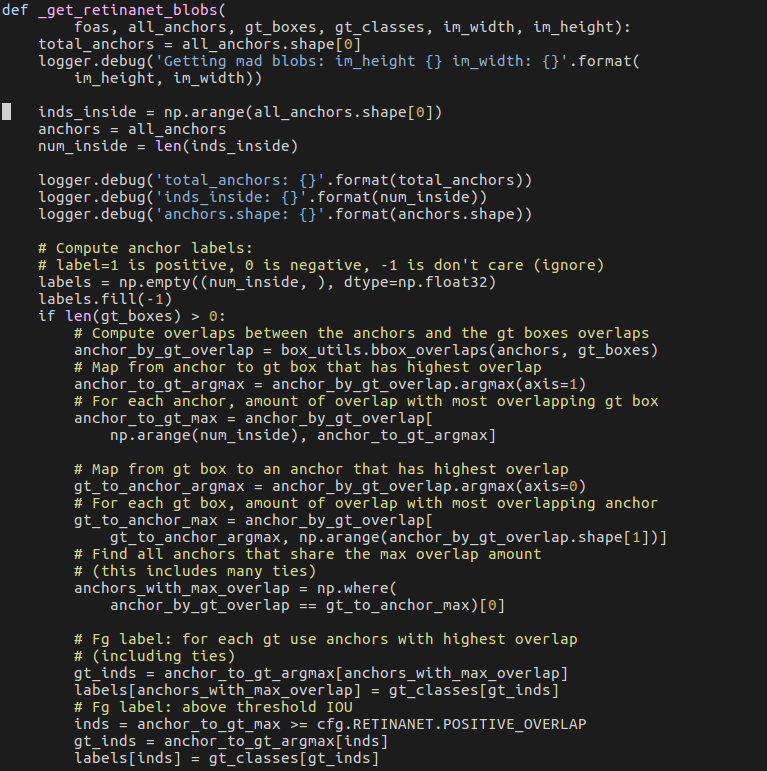 def _get_retinanet_blobs(
        foas, all_anchors, gt_boxes, gt_classes, im_width, im_height):
    total_anchors = all_anchors.shape[0]
    logger.debug('Getting mad blobs: im_height {} im_width: {}'.format(
        im_height, im_width))

    inds_inside = np.arange(all_anchors.shape[0])
    anchors = all_anchors
    num_inside = len(inds_inside)

    logger.debug('total_anchors: {}'.format(total_anchors))
    logger.debug('inds_inside: {}'.format(num_inside))
    logger.debug('anchors.shape: {}'.format(anchors.shape))

    # Compute anchor labels:
    # label=1 is positive, 0 is negative, -1 is don't care (ignore)
    labels = np.empty((num_inside, ), dtype=np.float32)
    labels.fill(-1)
    if len(gt_boxes) > 0:
        # Compute overlaps between the anchors and the gt boxes overlaps
        anchor_by_gt_overlap = box_utils.bbox_overlaps(anchors, gt_boxes)
        # Map from anchor to gt box that has highest overlap
        anchor_to_gt_argmax = anchor_by_gt_overlap.argmax(axis=1)
        # For each anchor, amount of overlap with most overlapping gt box
        anchor_to_gt_max = anchor_by_gt_overlap[
            np.arange(num_inside), anchor_to_gt_argmax]

        # Map from gt box to an anchor that has highest overlap
        gt_to_anchor_argmax = anchor_by_gt_overlap.argmax(axis=0)
        # For each gt box, amount of overlap with most overlapping anchor
        gt_to_anchor_max = anchor_by_gt_overlap[
            gt_to_anchor_argmax, np.arange(anchor_by_gt_overlap.shape[1])]
        # Find all anchors that share the max overlap amount
        # (this includes many ties)
        anchors_with_max_overlap = np.where(
            anchor_by_gt_overlap == gt_to_anchor_max)[0]

        # Fg label: for each gt use anchors with highest overlap
        # (including ties)
        gt_inds = anchor_to_gt_argmax[anchors_with_max_overlap]
        labels[anchors_with_max_overlap] = gt_classes[gt_inds]
        # Fg label: above threshold IOU
        inds = anchor_to_gt_max >= cfg.RETINANET.POSITIVE_OVERLAP
        gt_inds = anchor_to_gt_argmax[inds]
        labels[inds] = gt_classes[gt_inds]